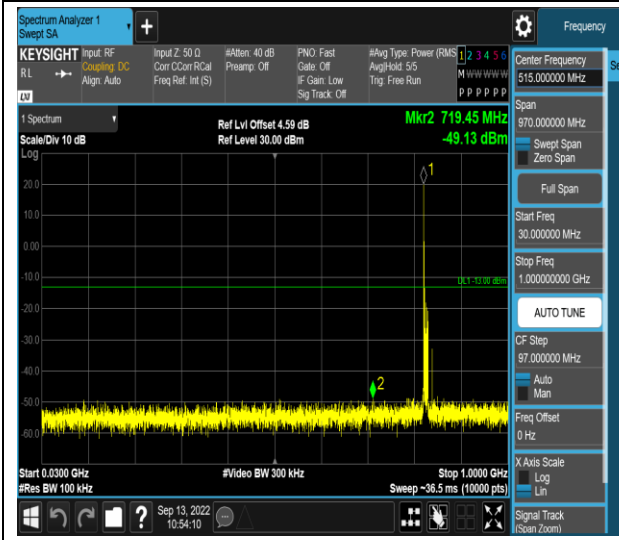 Spectrum Analyzer 1
Swept SA
+
Frequency
KEYSIGHT
RL
LXI
Input: RF
Coupling: DC
Align: Auto
Input Z: 50 Ω
Corr CCorr RCal
Freq Ref: Int (S)
#Atten: 40 dB
Preamp: Off
PNO: Fast
Gate: Off
IF Gain: Low
Sig Track: Off
#Avg Type: Power (RMS
Avg|Hold: 5/5
Trig: Free Run
1 2 3 4 5 6
M W W W W W
P P P P P P
1 Spectrum
Scale/Div 10 dB
Log
Ref Lvl Offset 4.59 dB
Ref Level 30.00 dBm
Mkr2 719.45 MHz
-49.13 dBm
20.0
10.0
0.00
-10.0
-20.0
-30.0
-40.0
-50.0
-60.0
1
DL1 -13.00 dBm
2
Start 0.0300 GHz
#Res BW 100 kHz
#Video BW 300 kHz
Stop 1.0000 GHz
Sweep ~36.5 ms (10000 pts)
?
Sep 13, 2022
10:54:10
Center Frequency
515.000000 MHz
Se
Span
970.000000 MHz
Swept Span
Zero Span
Full Span
Start Freq
30.000000 MHz
Stop Freq
1.000000000 GHz
AUTO TUNE
CF Step
97.000000 MHz
Auto
Man
Freq Offset
0 Hz
X Axis Scale
Log
Lin
Signal Track
(Span Zoom)